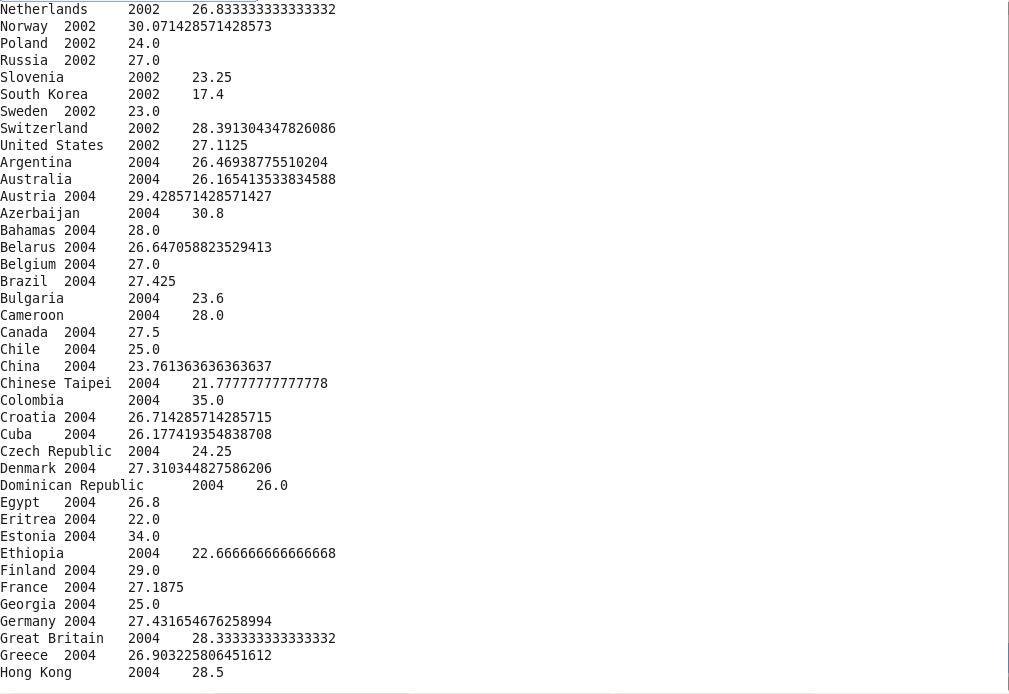 Netherlands	2002	26.833333333333332
Norway	2002	30.071428571428573
Poland	2002	24.0
Russia	2002	27.0
Slovenia	2002	23.25
South Korea	2002	17.4
Sweden	2002	23.0
Switzerland	2002	28.391304347826086
United States	2002	27.1125
Argentina	2004	26.46938775510204
Australia	2004	26.165413533834588
Austria	2004	29.428571428571427
Azerbaijan	2004	30.8
Bahamas	2004	28.0
Belarus	2004	26.647058823529413
Belgium	2004	27.0
Brazil	2004	27.425
Bulgaria	2004	23.6
Cameroon	2004	28.0
Canada	2004	27.5
Chile	2004	25.0
China	2004	23.761363636363637
Chinese Taipei	2004	21.77777777777778
Colombia	2004	35.0
Croatia	2004	26.714285714285715
Cuba	2004	26.177419354838708
Czech Republic	2004	24.25
Denmark	2004	27.310344827586206
Dominican Republic	2004	26.0
Egypt	2004	26.8
Eritrea	2004	22.0
Estonia	2004	34.0
Ethiopia	2004	22.666666666666668
Finland	2004	29.0
France	2004	27.1875
Georgia	2004	25.0
Germany	2004	27.431654676258994
Great Britain	2004	28.333333333333332
Greece	2004	26.903225806451612
Hong Kong	2004	28.5